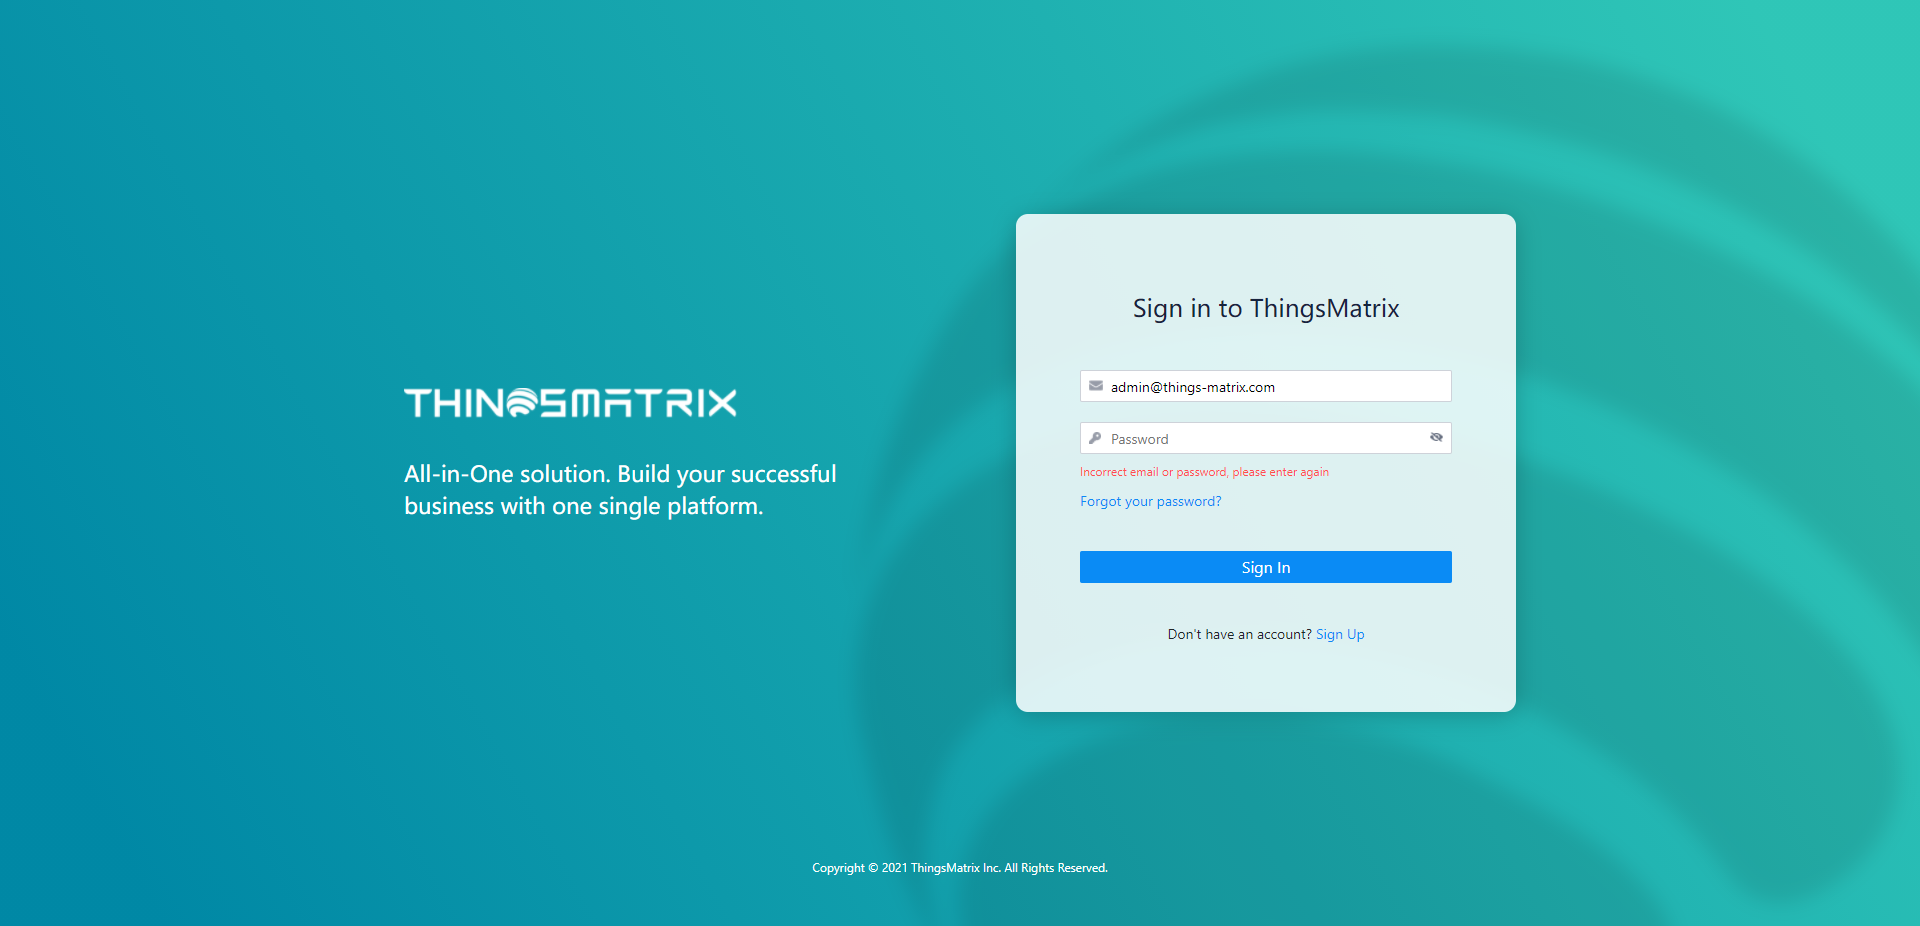 THINGSMATRIX
All-in-One solution. Build your successful
business with one single platform.
Sign in to ThingsMatrix
admin@things-matrix.com
Password
Incorrect email or password, please enter again
Forgot your password?
Sign In
Don't have an account? Sign Up
Copyright © 2021 ThingsMatrix Inc. All Rights Reserved.